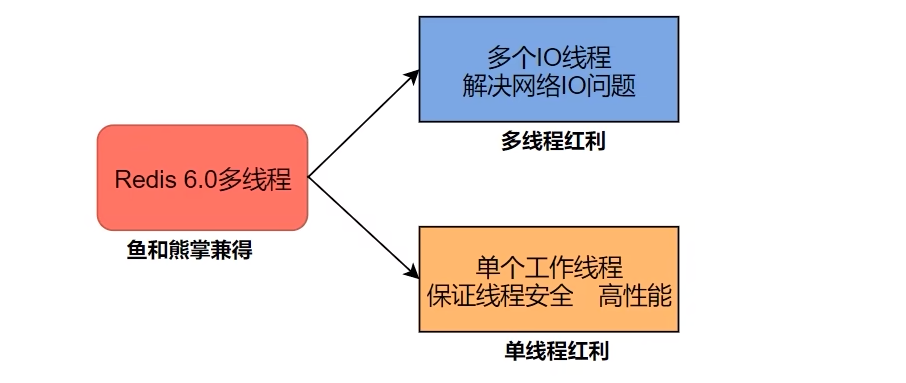 Redis 6.0多线程
鱼和熊掌兼得
多个IO线程
解决网络IO问题
多线程红利
单个工作线程
保证线程安全 高性能
单线程红利